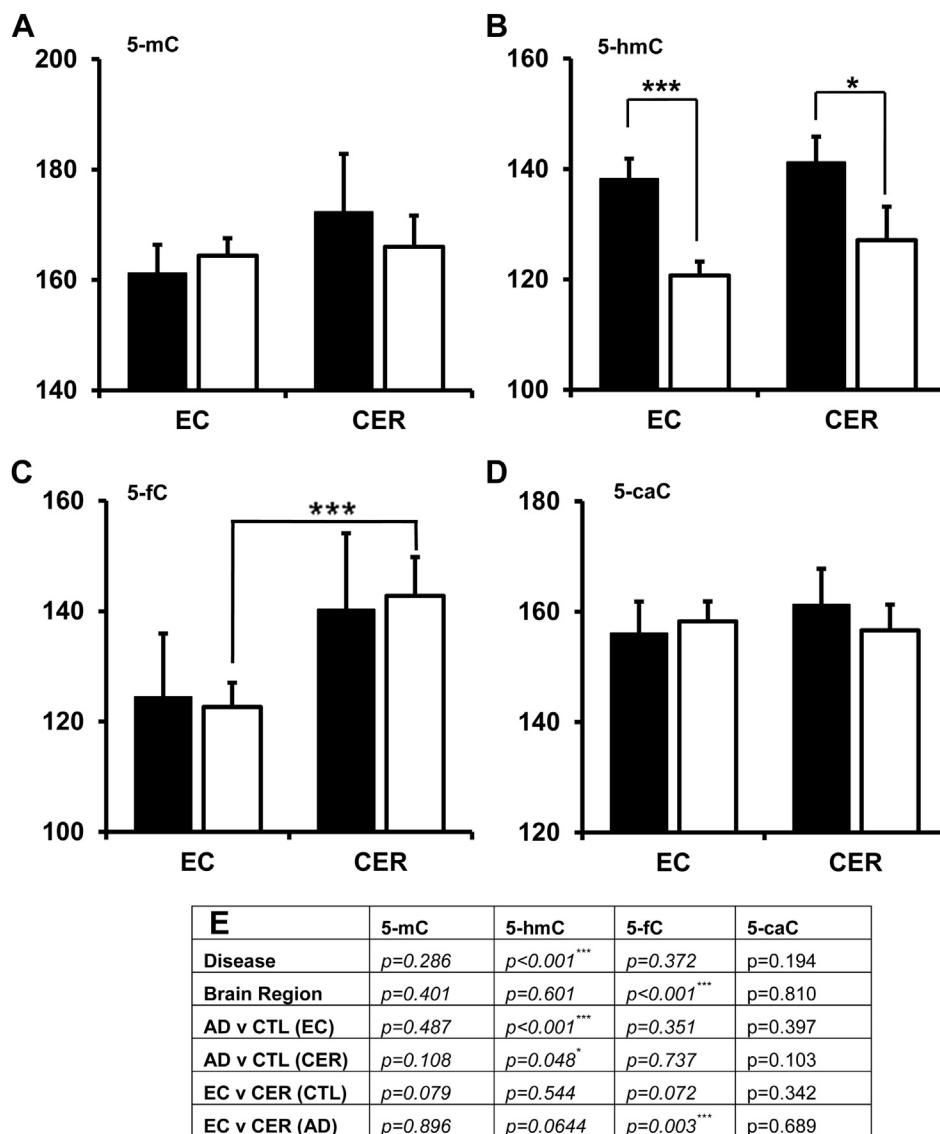 A
5-mC
200
180
160
140
EC CER
B
5-hmC
160
140
120
100
***
*
EC CER
C
5-fC
160
140
120
100
***
EC CER
D
5-caC
180
160
140
120
EC CER
E 5-mC 5-hmC 5-fC 5-caC
Disease p=0.286 p<0.001*** p=0.372 p=0.194
Brain Region p=0.401 p=0.601 p<0.001*** p=0.810
AD v CTL (EC) p=0.487 p<0.001*** p=0.351 p=0.397
AD v CTL (CER) p=0.108 p=0.048* p=0.737 p=0.103
EC v CER (CTL) p=0.079 p=0.544 p=0.072 p=0.342
EC v CER (AD) p=0.896 p=0.0644 p=0.003*** p=0.689